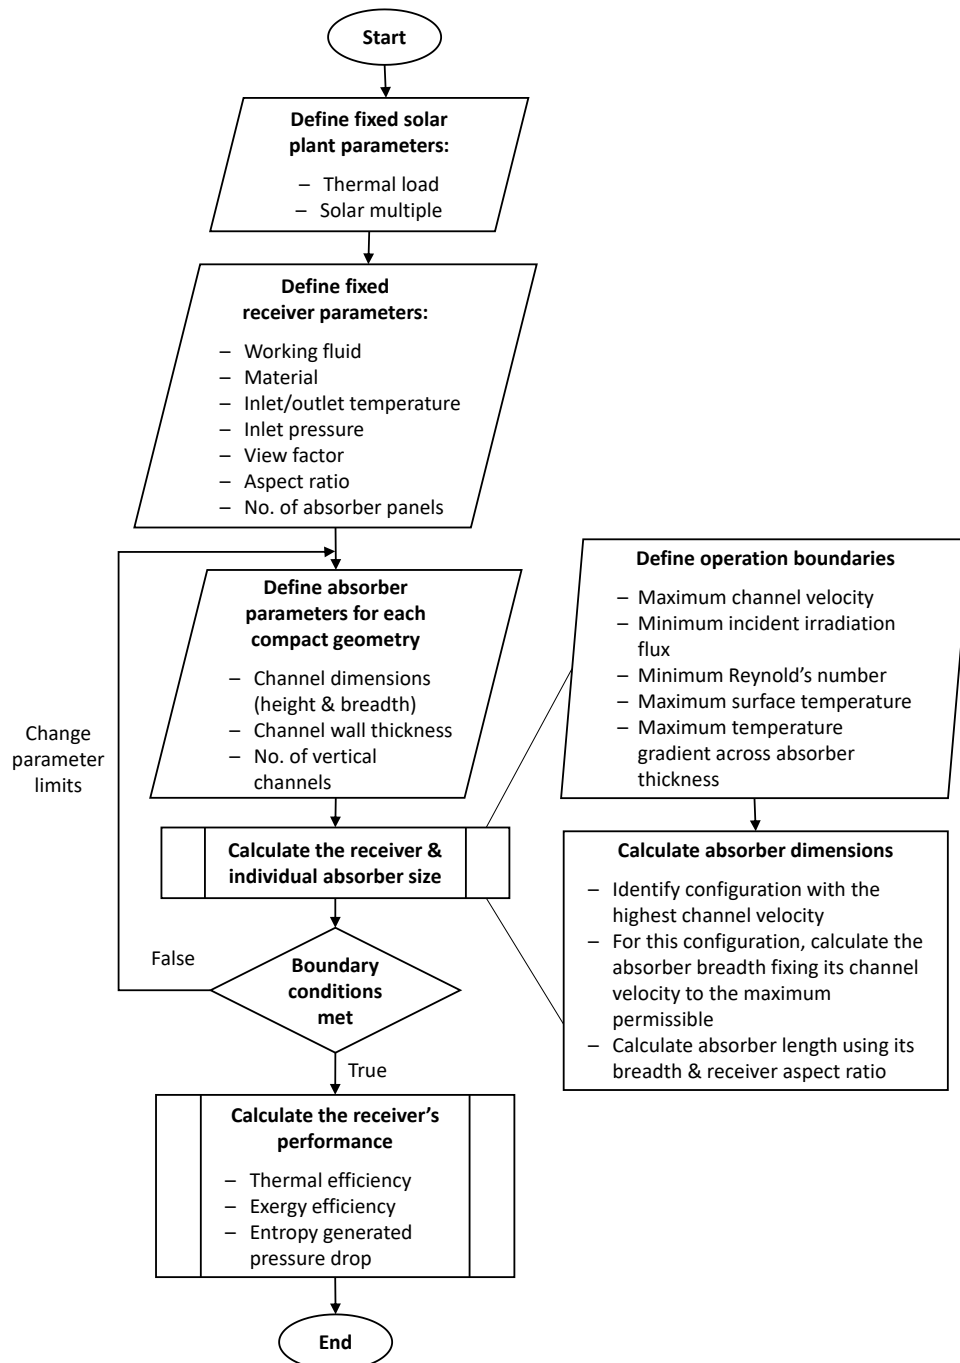 Start
Define fixed solar
plant parameters:
– Thermal load
– Solar multiple
Define fixed
receiver parameters:
– Working fluid
– Material
– Inlet/outlet temperature
– Inlet pressure
– View factor
– Aspect ratio
– No. of absorber panels
Define absorber
parameters for each
compact geometry
– Channel dimensions
(height & breadth)
– Channel wall thickness
– No. of vertical
channels
Change
parameter
limits
Calculate the receiver &
individual absorber size
False
Boundary
conditions
met
True
Calculate the receiver's
performance
– Thermal efficiency
– Exergy efficiency
– Entropy generated
pressure drop
End
Define operation boundaries
– Maximum channel velocity
– Minimum incident irradiation
flux
– Minimum Reynold's number
– Maximum surface temperature
– Maximum temperature
gradient across absorber
thickness
Calculate absorber dimensions
– Identify configuration with the
highest channel velocity
– For this configuration, calculate the
absorber breadth fixing its channel
velocity to the maximum
permissible
– Calculate absorber length using its
breadth & receiver aspect ratio